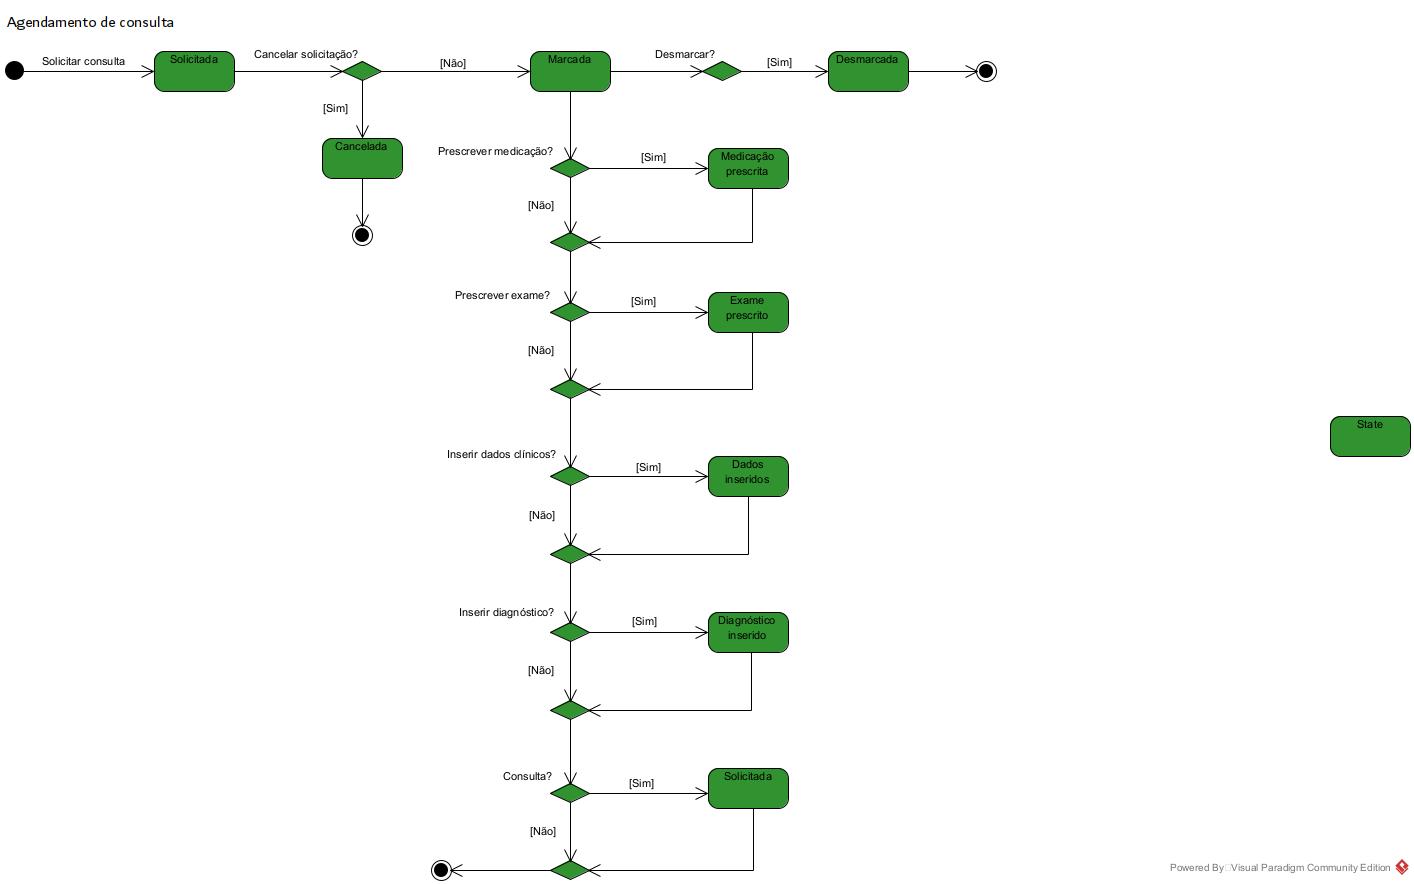 Agendamento de consulta
Solicitar consulta
Solicitada
Cancelar solicitação?
[Não]
Marcada
Desmarcar?
[Sim]
Desmarcada
[Sim]
Cancelada
Prescrever medicação?
[Sim]
Medicação
prescrita
[Não]
Prescrever exame?
[Sim]
Exame
prescrito
[Não]
State
Inserir dados clínicos?
[Sim]
Dados
inseridos
[Não]
Inserir diagnóstico?
[Sim]
Diagnóstico
inserido
[Não]
Consulta?
[Sim]
Solicitada
[Não]
Powered By Visual Paradigm Community Edition